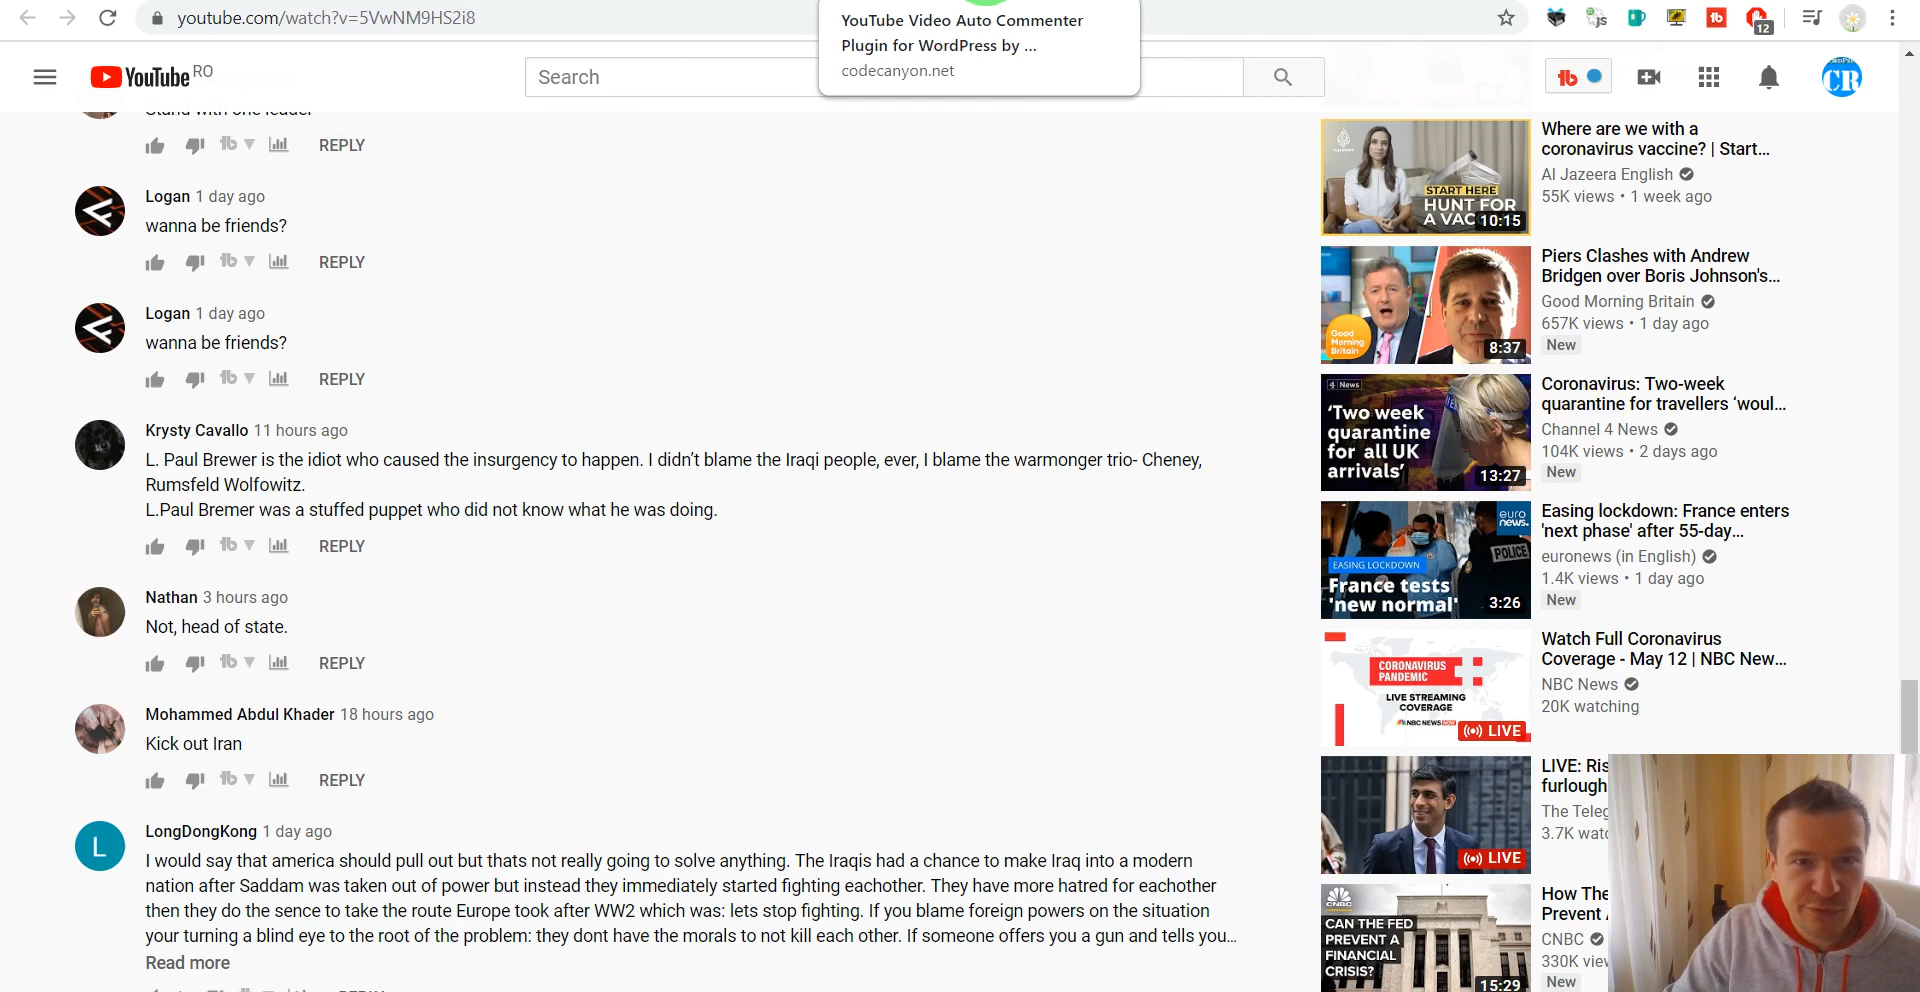 youtube.com/watch?v=5VwNM9HS2i8
YouTube Video Auto Commenter
Plugin for WordPress by ...
codecanyon.net
12
YouTube RO
Search
CR
REPLY
Logan 1 day ago
wanna be friends?
REPLY
Logan 1 day ago
wanna be friends?
REPLY
Krysty Cavallo 11 hours ago
L. Paul Brewer is the idiot who caused the insurgency to happen. I didn’t blame the Iraqi people, ever, I blame the warmonger trio- Cheney,
Rumsfeld Wolfowitz.
L.Paul Bremer was a stuffed puppet who did not know what he was doing.
REPLY
Nathan 3 hours ago
Not, head of state.
REPLY
Mohammed Abdul Khader 18 hours ago
Kick out Iran
REPLY
L
LongDongKong 1 day ago
I would say that america should pull out but thats not really going to solve anything. The Iraqis had a chance to make Iraq into a modern
nation after Saddam was taken out of power but instead they immediately started fighting eachother. They have more hatred for eachother
then they do the sence to take the route Europe took after WW2 which was: lets stop fighting. If you blame foreign powers on the situation
your turning a blind eye to the root of the problem: they dont have the morals to not kill each other. If someone offers you a gun and tells you...
Read more
START HERE
HUNT FOR
A VAC
10:15
Where are we with a
coronavirus vaccine? | Start...
Al Jazeera English
55K views • 1 week ago
Good
Morning
Britain
8:37
Piers Clashes with Andrew
Bridgen over Boris Johnson's...
Good Morning Britain
657K views • 1 day ago
New
4 News
‘Two week
quarantine
for all UK
arrivals’
13:27
Coronavirus: Two-week
quarantine for travellers ‘woul...
Channel 4 News
104K views • 2 days ago
New
euro
news.
POLICE
EASING LOCKDOWN
France tests
'new normal'
3:26
Easing lockdown: France enters
'next phase' after 55-day...
euronews (in English)
1.4K views • 1 day ago
New
CORONAVIRUS
PANDEMIC
LIVE STREAMING
COVERAGE
NBC NEWS NOW
LIVE
Watch Full Coronavirus
Coverage - May 12 | NBC New...
NBC News
20K watching
LIVE
LIVE: Ris
furlough
The Teleg
3.7K watc
CNBC
CAN THE FED
PREVENT A
FINANCIAL
CRISIS?
15:29
How The
Prevent
CNBC
330K view
New